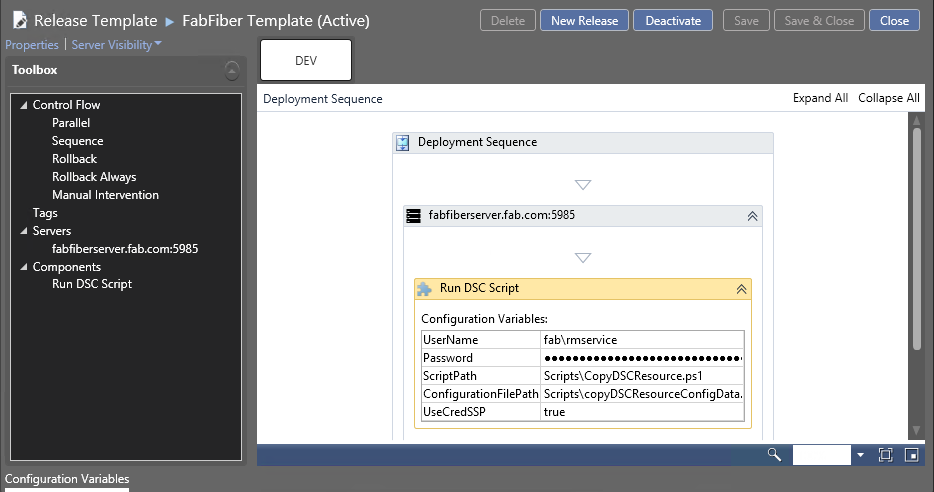 Release Template ▶ FabFiber Template (Active)
Delete New Release Deactivate Save Save & Close Close
Properties | Server Visibility
Toolbox
DEV
Control Flow
Parallel
Sequence
Rollback
Rollback Always
Manual Intervention
Tags
Servers
fabfiberserver.fab.com:5985
Components
Run DSC Script
Deployment Sequence Expand All Collapse All
Deployment Sequence
fabfiberserver.fab.com:5985
Run DSC Script
Configuration Variables:
UserName fab\rmservice
Password ●●●●●●●●●●●●●●●●●●●●●●●●●●●●●
ScriptPath Scripts\CopyDSCResource.ps1
ConfigurationFilePath Scripts\copyDSCResourceConfigData.
UseCredSSP true
Configuration Variables